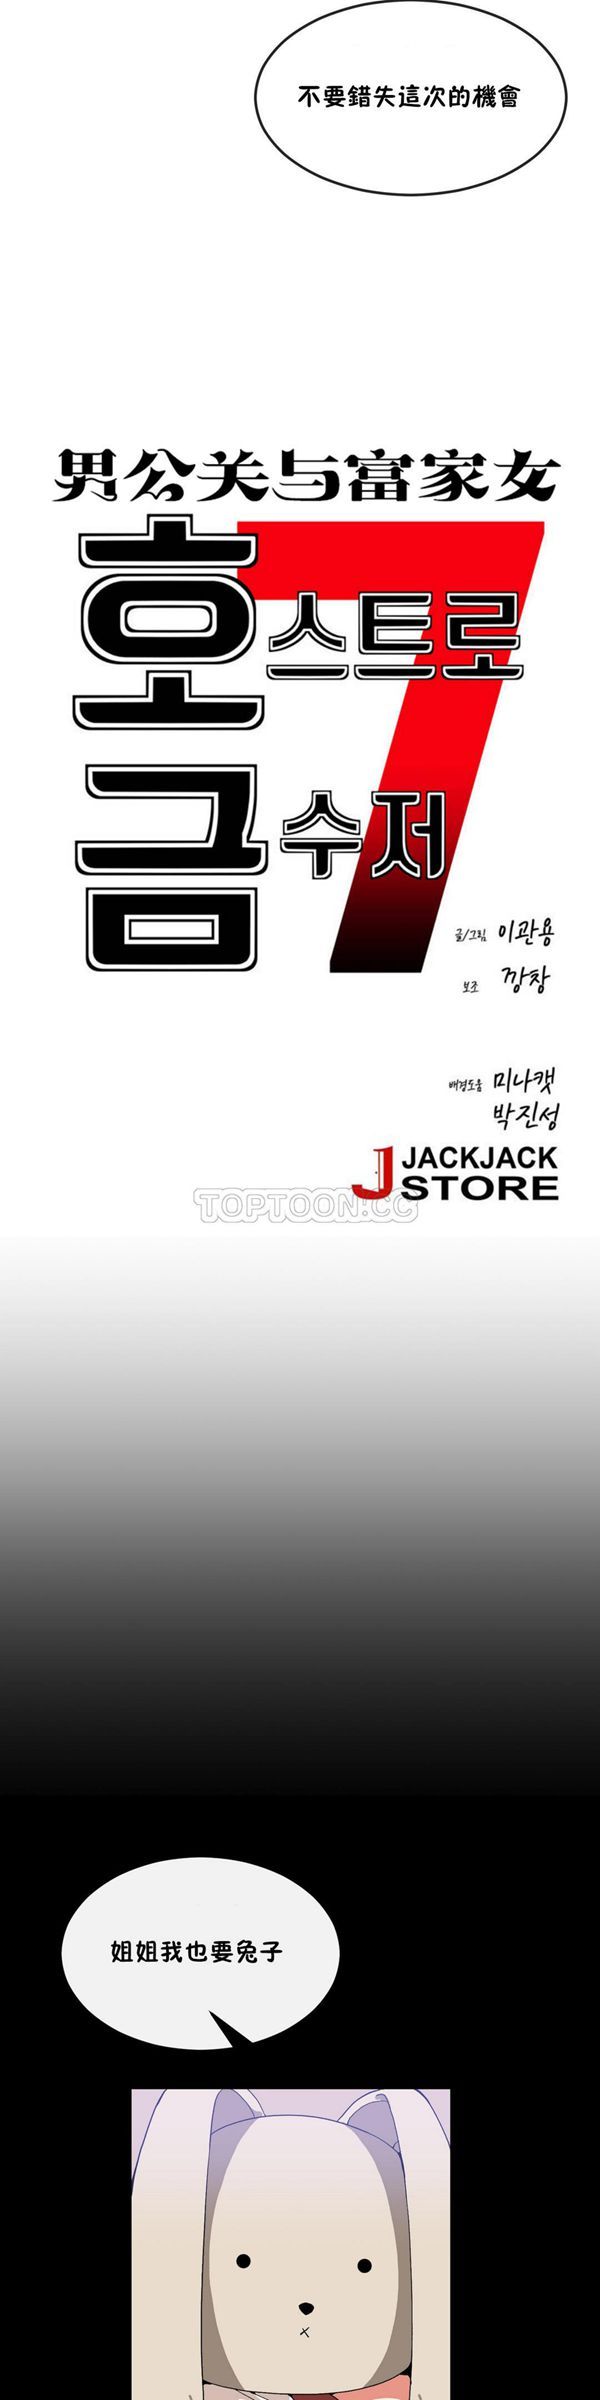 不要錯失這次的機會
男公关与富家女
호스트로
7
금수저
글/그림 이관용
보조 깡창
배경도움 미나캣
박진성
JACKJACK
STORE
TOPTOON.CC
姐姐我也要兔子